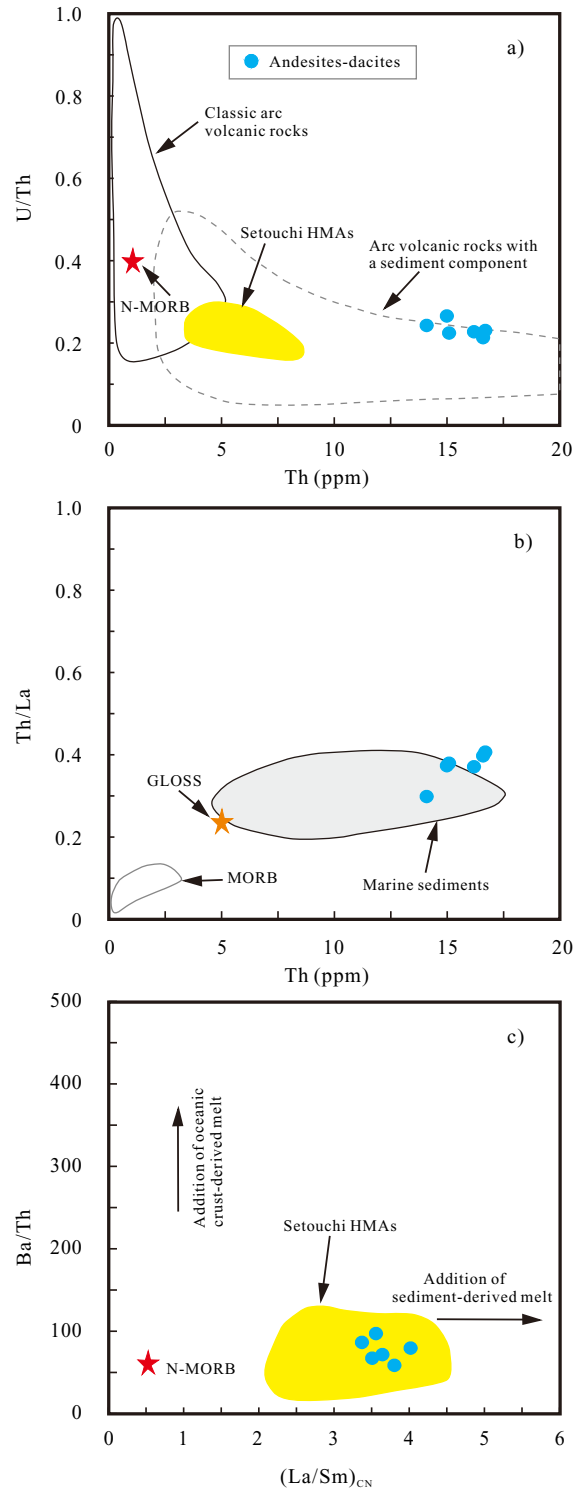 1.0
a)
Andesites-dacites
0.8
Classic arc
volcanic rocks
0.6
U/Th
Setouchi HMAs
Arc volcanic rocks with
a sediment component
0.4
N-MORB
0.2
0
0
5
10
15
20
Th (ppm)
1.0
b)
0.8
0.6
Th/La
0.4
GLOSS
0.2
MORB
Marine sediments
0
0
5
10
15
20
Th (ppm)
500
c)
400
Addition of oceanic
crust-derived melt
300
Ba/Th
200
Setouchi HMAs
Addition of
sediment-derived melt
100
N-MORB
0
0
1
2
3
4
5
6
(La/Sm)CN